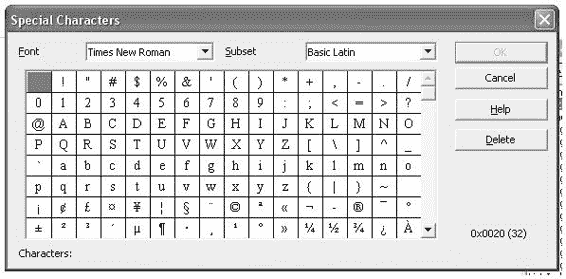 Special Characters
Font Times New Roman Subset Basic Latin OK
! " # $ % & ' ( ) * + , - . /
0 1 2 3 4 5 6 7 8 9 : ; < = > ?
Cancel
@ A B C D E F G H I J K L M N O
Help
P Q R S T U V W X Y Z [ \ ] ^ _
Delete
` a b c d e f g h i j k l m n o
p q r s t u v w x y z { | } ~
¡ ¢ £ ¤ ¥ ¦ § ¨ © ª « ¬ - ® ¯ °
± ² ³ ´ µ ¶ · ¸ ¹ º » ¼ ½ ¾ ¿ À
0x0020 (32)
Characters: